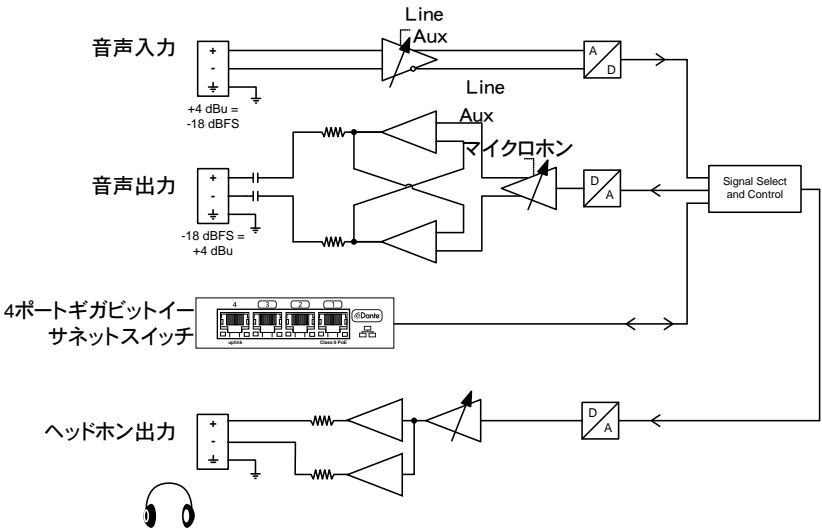 Line
Aux
音声入力
+
-
+4 dBu =
-18 dBFS
A
D
Line
Aux
マイクロホン
音声出力
+
-
-18 dBFS =
+4 dBu
D
A
Signal Select
and Control
4ポートギガビットイー
サネットスイッチ
4
3
2
1
Dante
uplink
Class 0 PoE
ヘッドホン出力
+
-
D
A